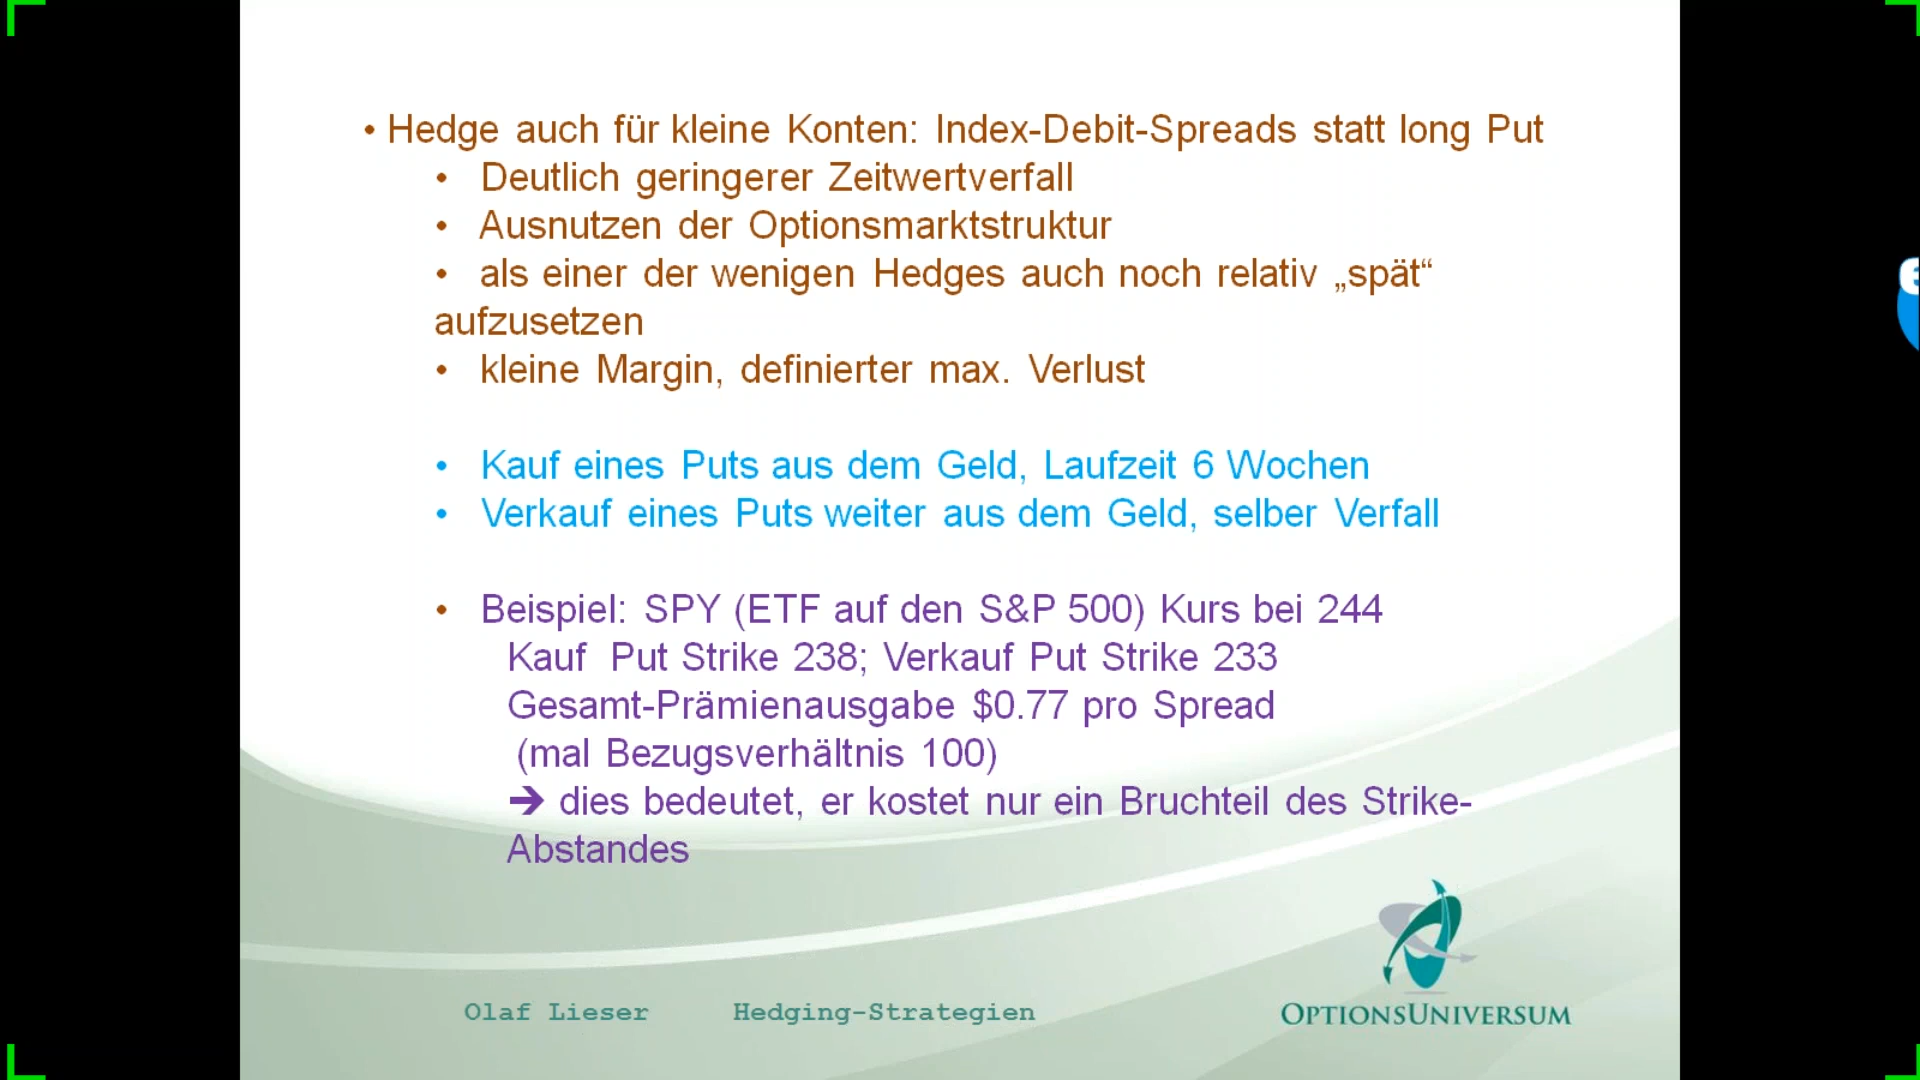 • Hedge auch für kleine Konten: Index-Debit-Spreads statt long Put
• Deutlich geringerer Zeitwertverfall
• Ausnutzen der Optionsmarktstruktur
• als einer der wenigen Hedges auch noch relativ „spät“
aufzusetzen
• kleine Margin, definierter max. Verlust
• Kauf eines Puts aus dem Geld, Laufzeit 6 Wochen
• Verkauf eines Puts weiter aus dem Geld, selber Verfall
• Beispiel: SPY (ETF auf den S&P 500) Kurs bei 244
Kauf Put Strike 238; Verkauf Put Strike 233
Gesamt-Prämienausgabe $0.77 pro Spread
(mal Bezugsverhältnis 100)
➔ dies bedeutet, er kostet nur ein Bruchteil des Strike-
Abstandes
Olaf Lieser Hedging-Strategien
OPTIONSUNIVERSUM